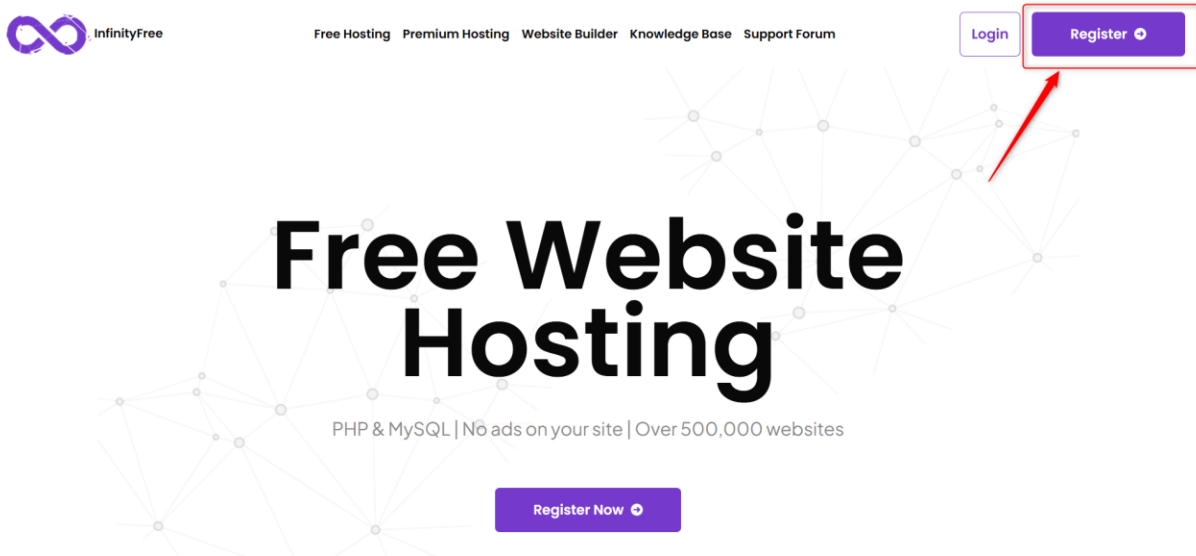 InfinityFree
Free Hosting Premium Hosting Website Builder Knowledge Base Support Forum
Login
Register
Free Website
Hosting
PHP & MySQL | No ads on your site | Over 500,000 websites
Register Now